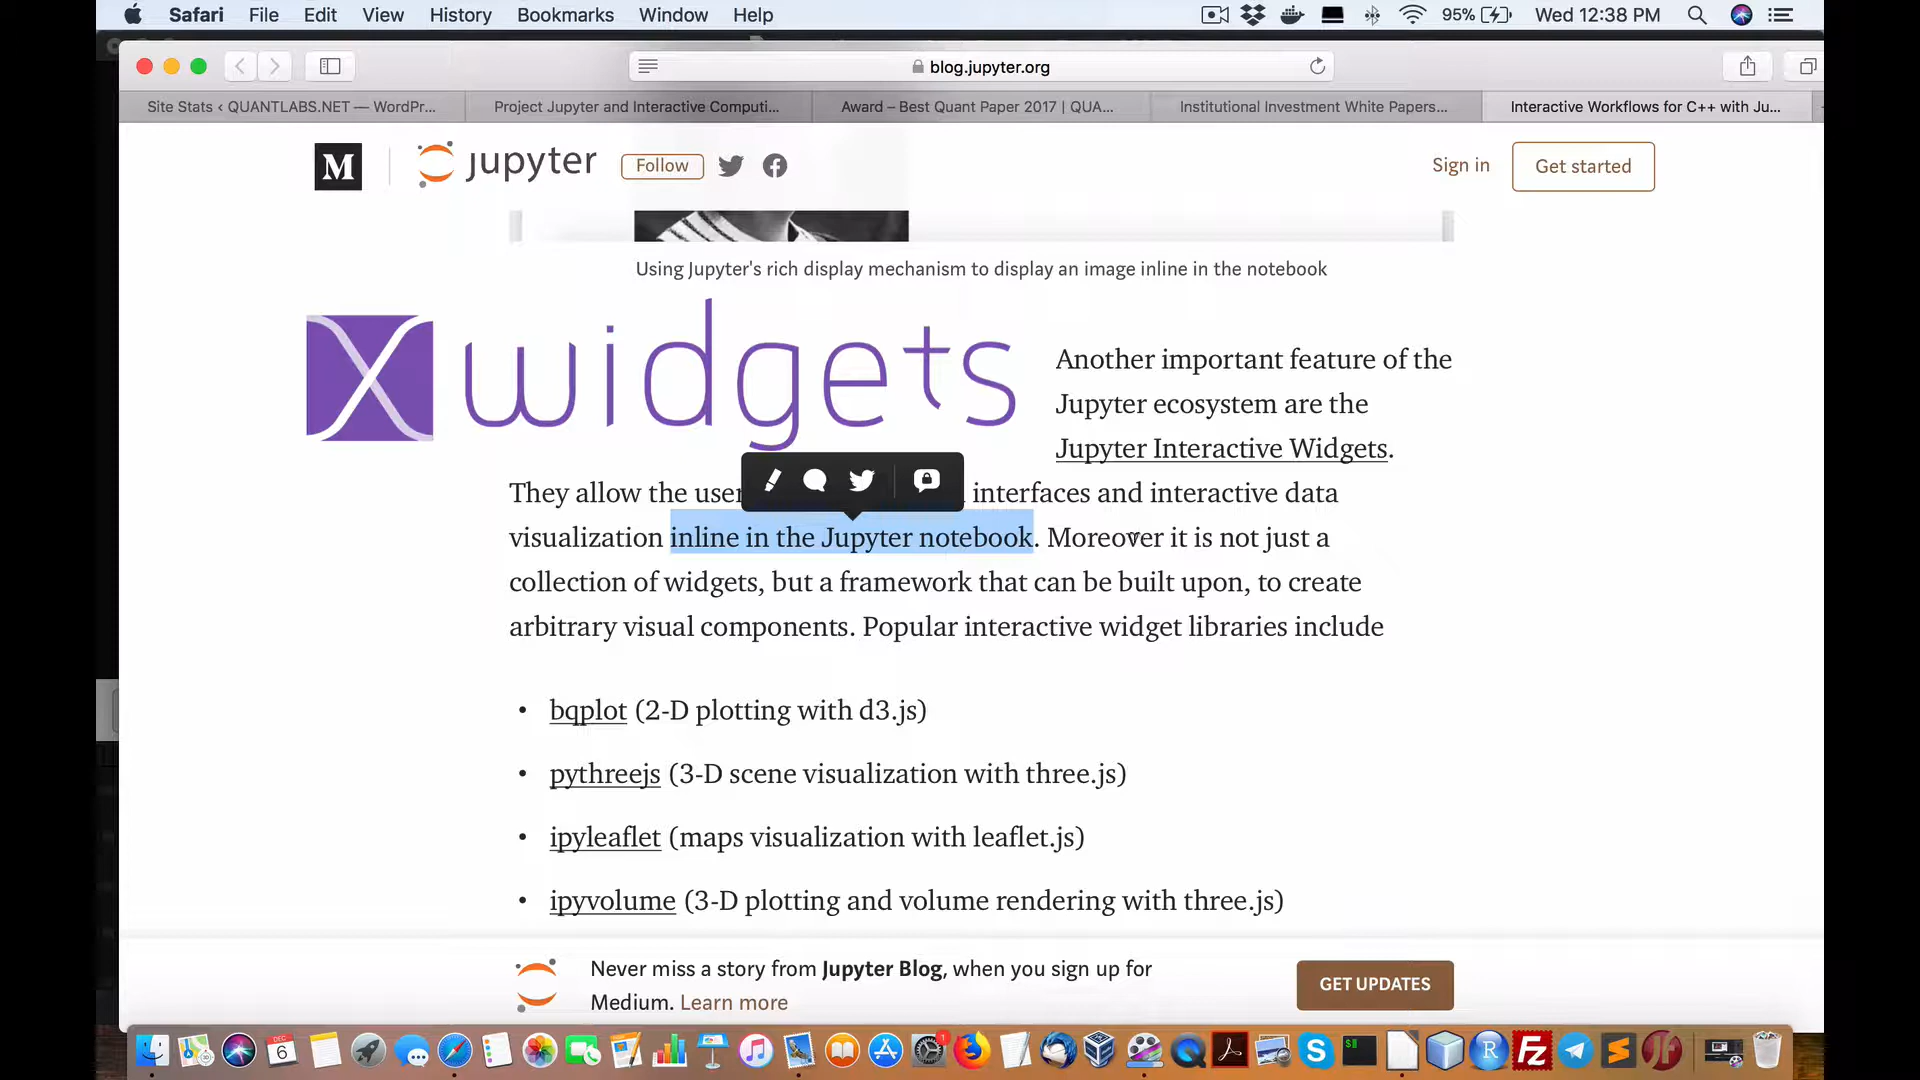 Safari File Edit View History Bookmarks Window Help 95% Wed 12:38 PM
blog.jupyter.org
Site Stats ‹ QUANTLABS.NET — WordPr... Project Jupyter and Interactive Computi... Award – Best Quant Paper 2017 | QUA... Institutional Investment White Papers... Interactive Workflows for C++ with Ju...
M jupyter Follow Sign in Get started
Using Jupyter's rich display mechanism to display an image inline in the notebook
X widgets
Another important feature of the
Jupyter ecosystem are the
Jupyter Interactive Widgets.
They allow the user interfaces and interactive data
visualization inline in the Jupyter notebook. Moreover it is not just a
collection of widgets, but a framework that can be built upon, to create
arbitrary visual components. Popular interactive widget libraries include
• bqplot (2-D plotting with d3.js)
• pythreejs (3-D scene visualization with three.js)
• ipyleaflet (maps visualization with leaflet.js)
• ipyvolume (3-D plotting and volume rendering with three.js)
Never miss a story from Jupyter Blog, when you sign up for
Medium. Learn more
GET UPDATES
DEC
6
1
$
S
R
Fz